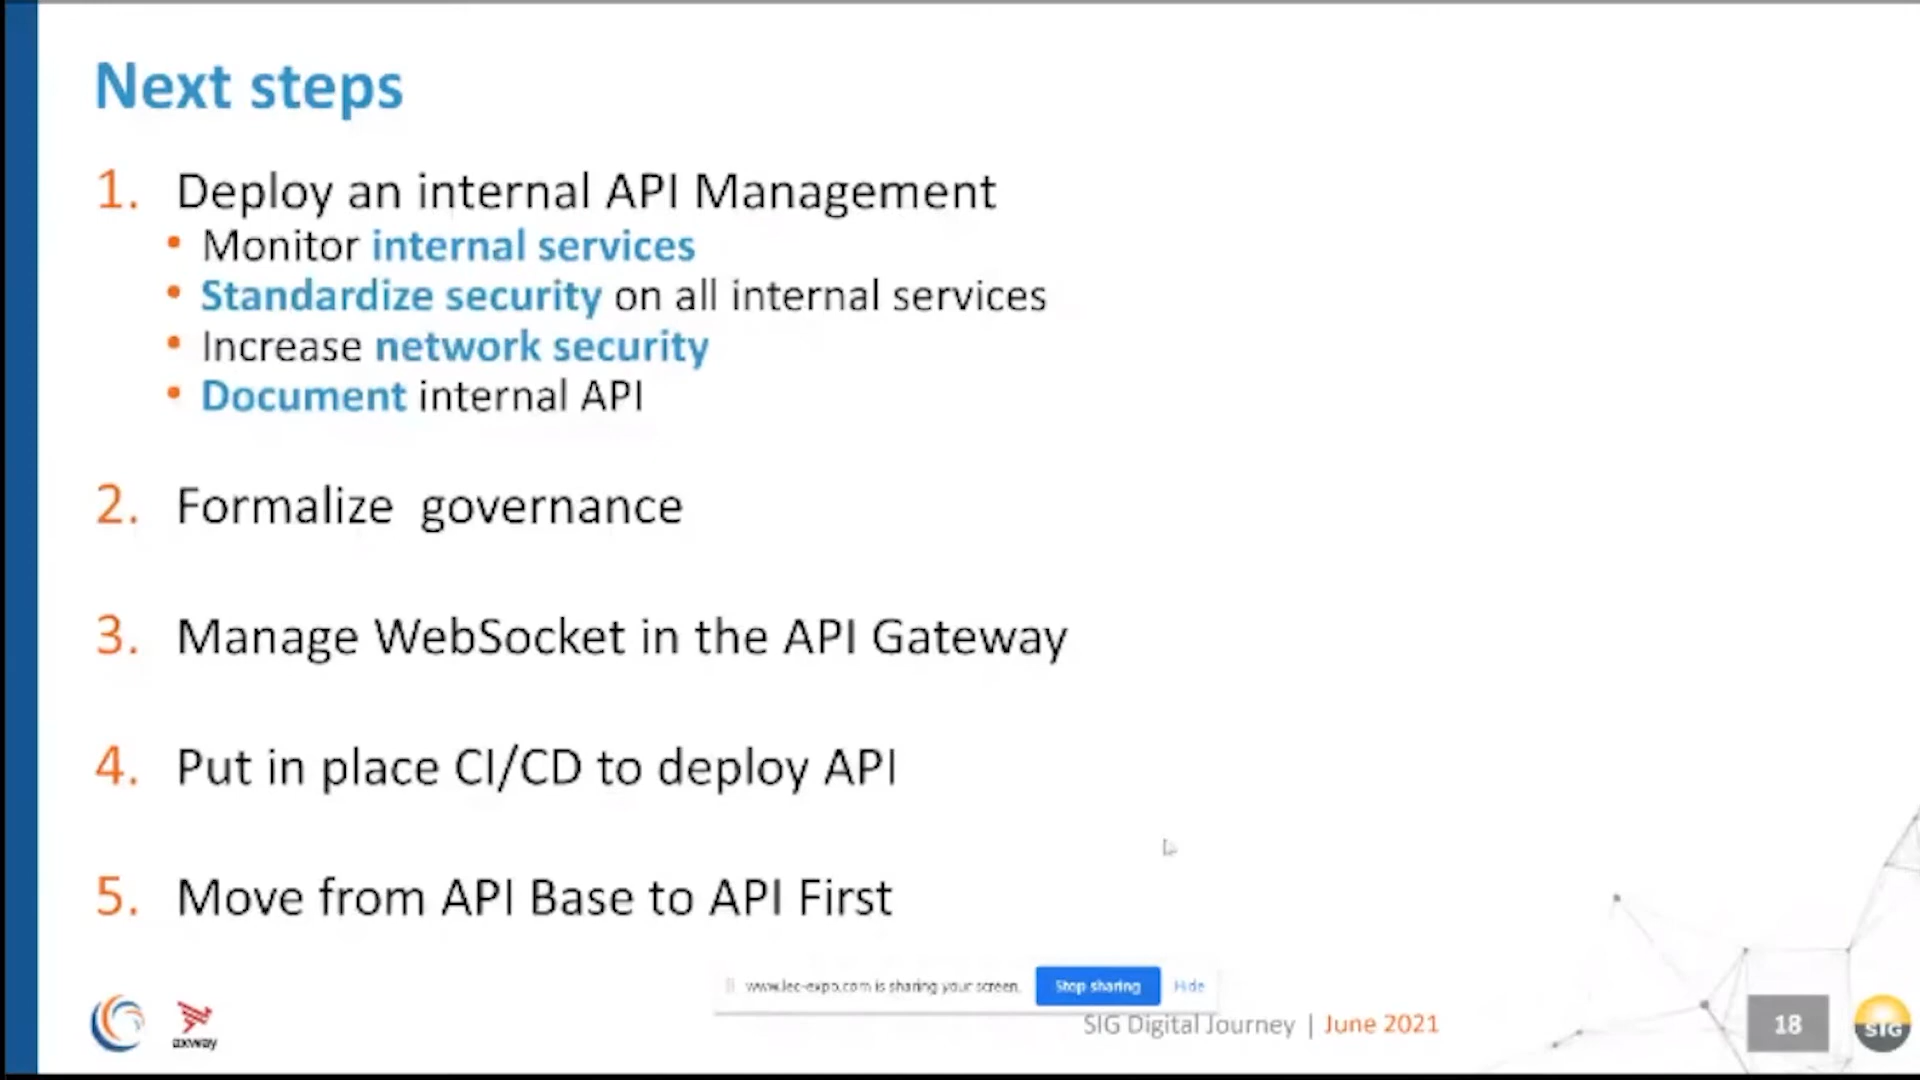 Next steps
1. Deploy an internal API Management
• Monitor internal services
• Standardize security on all internal services
• Increase network security
• Document internal API
2. Formalize governance
3. Manage WebSocket in the API Gateway
4. Put in place CI/CD to deploy API
5. Move from API Base to API First
www.lec-expo.com is sharing your screen. Stop sharing Hide
axway
SIG Digital Journey | June 2021
18
SIG